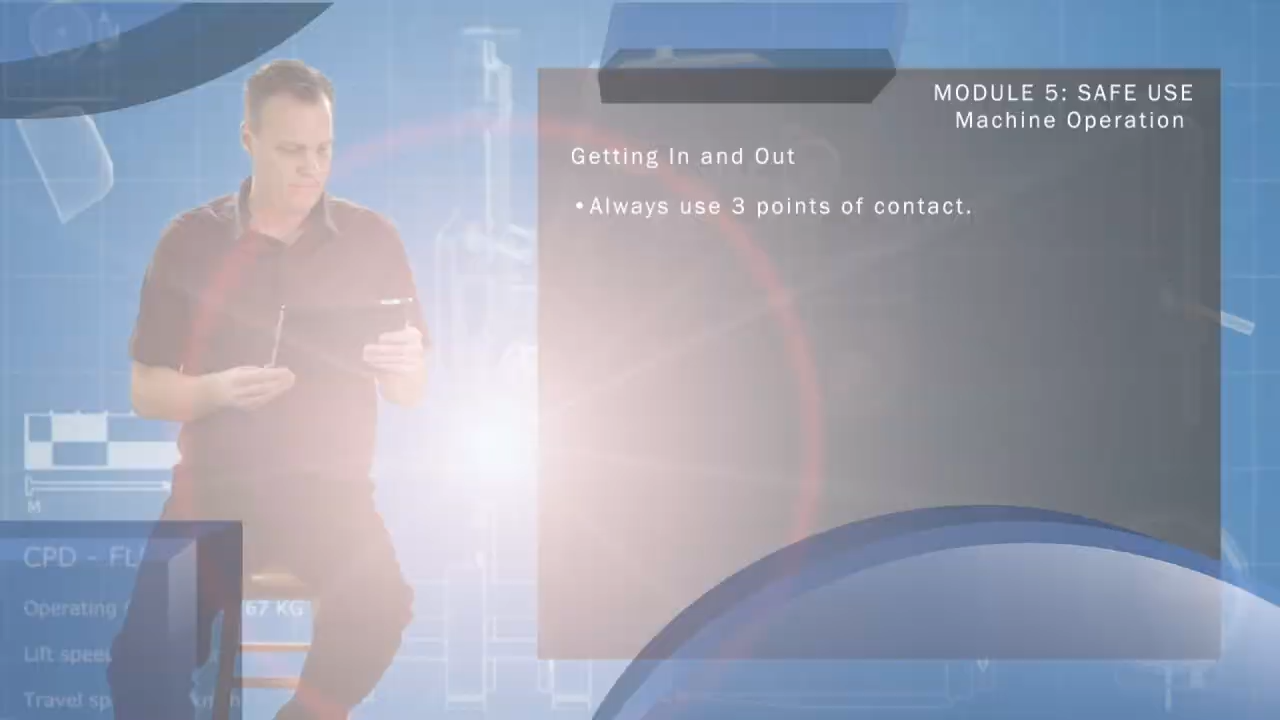 MODULE 5: SAFE USE
Machine Operation
Getting In and Out
•Always use 3 points of contact.
M
CPD - FL
Operating 67 KG
Lift speed
Travel sp